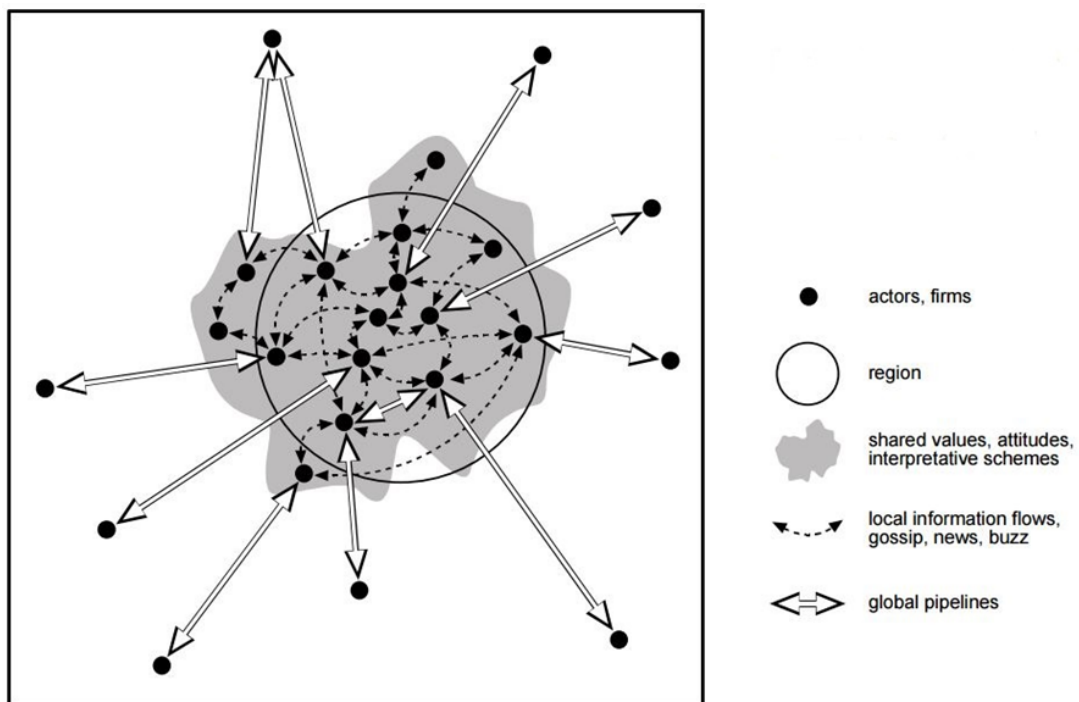 actors, firms
region
shared values, attitudes,
interpretative schemes
local information flows,
gossip, news, buzz
global pipelines